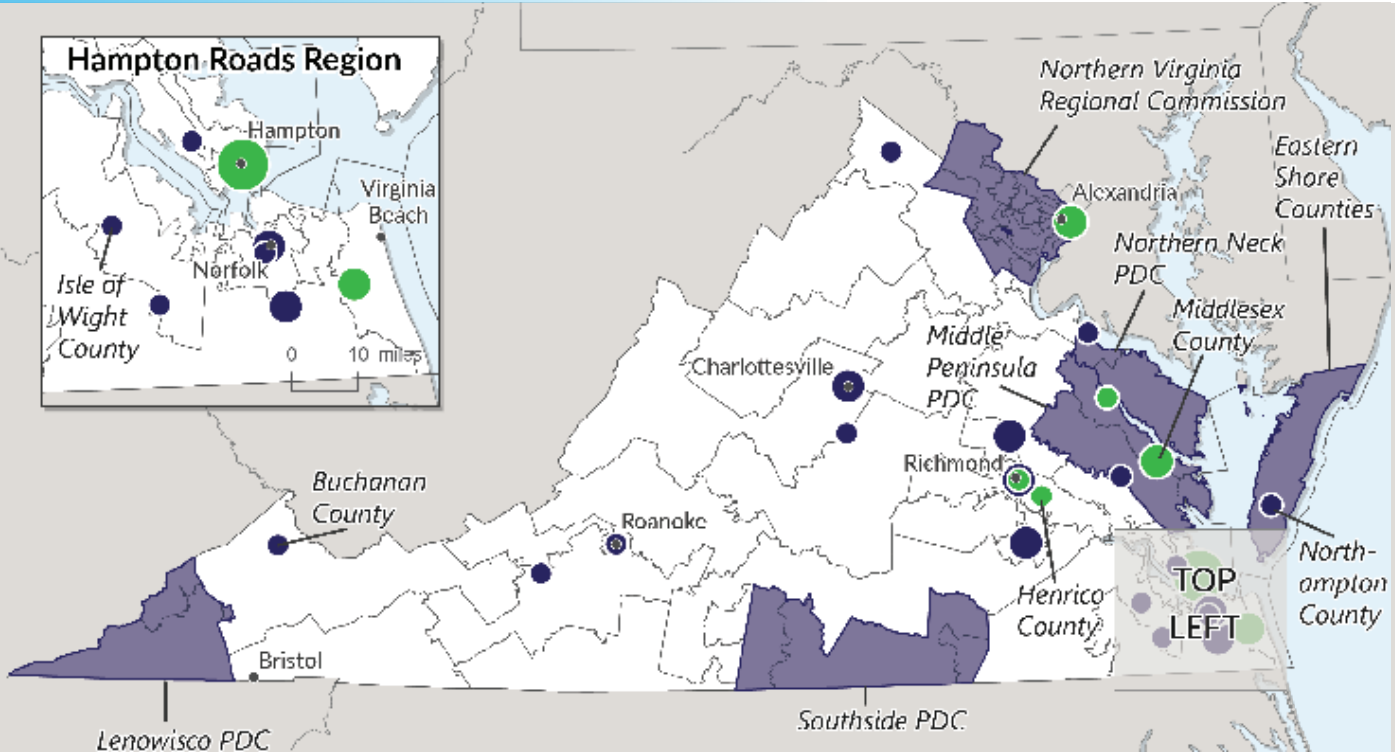 Hampton Roads Region
Hampton
Virginia
Beach
Norfolk
Isle of
Wight
County
0 10 miles
Northern Virginia
Regional Commission
Eastern
Shore
Counties
Alexandria
Northern Neck
PDC
Middlesex
County
Middle
Peninsula
PDC
Charlottesville
Richmond
Buchanan
County
Roanoke
Henrico
County
TOP
LEFT
North-
ampton
County
Bristol
Southside PDC
Lenowisco PDC